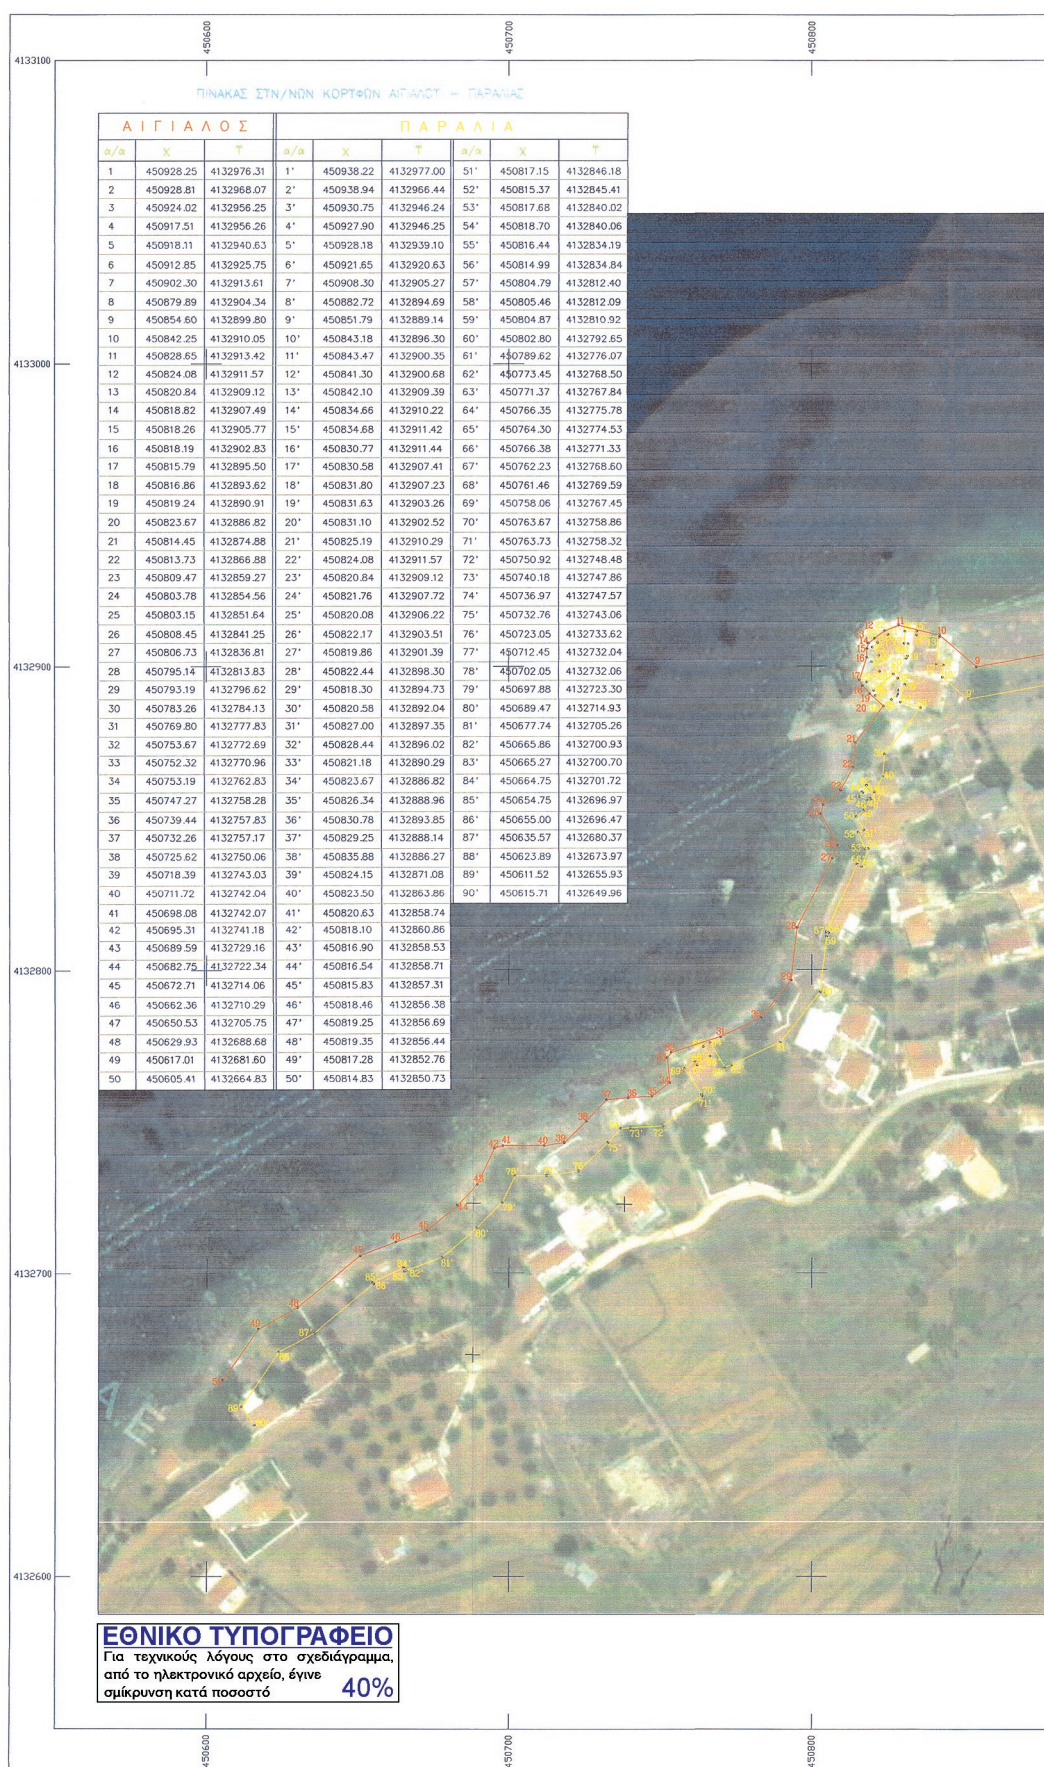 450600 450700 450800
4133100
ΠΙΝΑΚΑΣ ΣΤΝ/ΝΩΝ ΚΟΡΤΦΩΝ ΑΙΓΙΑΛΟΤ – ΠΑΡΑΛΙΑΣ
ΑΙΓΙΑΛΟΣ ΠΑΡΑΛΙΑ
α/α Χ Τ α/α Χ Τ α/α Χ Τ
1 450928.25 4132976.31 1' 450938.22 4132977.00 51' 450817.15 4132846.18
2 450928.81 4132968.07 2' 450938.94 4132966.44 52' 450815.37 4132845.41
3 450924.02 4132956.25 3' 450930.75 4132946.24 53' 450817.68 4132840.02
4 450917.51 4132956.26 4' 450927.90 4132946.25 54' 450818.70 4132840.06
5 450918.11 4132940.63 5' 450928.18 4132939.10 55' 450816.44 4132834.19
6 450912.85 4132925.75 6' 450921.65 4132920.63 56' 450814.99 4132834.84
7 450902.30 4132913.61 7' 450908.30 4132905.27 57' 450804.79 4132812.40
8 450879.89 4132904.34 8' 450882.72 4132894.69 58' 450805.46 4132812.09
9 450854.60 4132899.80 9' 450851.79 4132889.14 59' 450804.87 4132810.92
10 450842.25 4132910.05 10' 450843.18 4132896.30 60' 450802.80 4132792.65
11 450828.65 4132913.42 11' 450843.47 4132900.35 61' 450789.62 4132776.07
4133000
12 450824.08 4132911.57 12' 450841.30 4132900.68 62' 450773.45 4132768.50
13 450820.84 4132909.12 13' 450842.10 4132909.39 63' 450771.37 4132767.84
14 450818.82 4132907.49 14' 450834.66 4132910.22 64' 450766.35 4132775.78
15 450818.26 4132905.77 15' 450834.68 4132911.42 65' 450764.30 4132774.53
16 450818.19 4132902.83 16' 450830.77 4132911.44 66' 450766.38 4132771.33
17 450815.79 4132895.50 17' 450830.58 4132907.41 67' 450762.23 4132768.60
18 450816.86 4132893.62 18' 450831.80 4132907.23 68' 450761.46 4132769.59
19 450819.24 4132890.91 19' 450831.63 4132903.26 69' 450758.06 4132767.45
20 450823.67 4132886.82 20' 450831.10 4132902.52 70' 450763.67 4132758.86
21 450814.45 4132874.88 21' 450825.19 4132910.29 71' 450763.73 4132758.32
22 450813.73 4132866.88 22' 450824.08 4132911.57 72' 450750.92 4132748.48
23 450809.47 4132859.27 23' 450820.84 4132909.12 73' 450740.18 4132747.86
24 450803.78 4132854.56 24' 450821.76 4132907.72 74' 450736.97 4132747.57
25 450803.15 4132851.64 25' 450820.08 4132906.22 75' 450732.76 4132743.06
26 450808.45 4132841.25 26' 450822.17 4132903.51 76' 450723.05 4132733.62
27 450806.73 4132836.81 27' 450819.86 4132901.39 77' 450712.45 4132732.04
4132900
28 450795.14 4132813.83 28' 450822.44 4132898.30 78' 450702.05 4132732.06
29 450793.19 4132796.62 29' 450818.30 4132894.73 79' 450697.88 4132723.30
30 450783.26 4132784.13 30' 450820.58 4132892.04 80' 450689.47 4132714.93
31 450769.80 4132777.83 31' 450827.00 4132897.35 81' 450677.74 4132705.26
32 450753.67 4132772.69 32' 450828.44 4132896.02 82' 450665.86 4132700.93
33 450752.32 4132770.96 33' 450821.18 4132890.29 83' 450665.27 4132700.70
34 450753.19 4132762.83 34' 450823.67 4132886.82 84' 450664.75 4132701.72
35 450747.27 4132758.28 35' 450826.34 4132888.96 85' 450654.75 4132696.97
36 450739.44 4132757.83 36' 450830.78 4132893.85 86' 450655.00 4132696.47
37 450732.26 4132757.17 37' 450829.25 4132888.14 87' 450635.57 4132680.37
38 450725.62 4132750.06 38' 450835.88 4132886.27 88' 450623.89 4132673.97
39 450718.39 4132743.03 39' 450824.15 4132871.08 89' 450611.52 4132655.93
40 450711.72 4132742.04 40' 450823.50 4132863.86 90' 450615.71 4132649.96
41 450698.08 4132742.07 41' 450820.63 4132858.74
42 450695.31 4132741.18 42' 450818.10 4132860.86
43 450689.59 4132729.16 43' 450816.90 4132858.53
4132800
44 450682.75 4132722.34 44' 450816.54 4132858.71
45 450672.71 4132714.06 45' 450815.83 4132857.31
46 450662.36 4132710.29 46' 450818.46 4132856.38
47 450650.53 4132705.75 47' 450819.25 4132856.69
48 450629.93 4132688.68 48' 450819.35 4132856.44
49 450617.01 4132681.60 49' 450817.28 4132852.76
50 450605.41 4132664.83 50' 450814.83 4132850.73
4132700
4132600
ΕΘΝΙΚΟ ΤΥΠΟΓΡΑΦΕΙΟ
Για τεχνικούς λόγους στο σχεδιάγραμμα,
από το ηλεκτρονικό αρχείο, έγινε
σμίκρυνση κατά ποσοστό 40%
450600 450700 450800